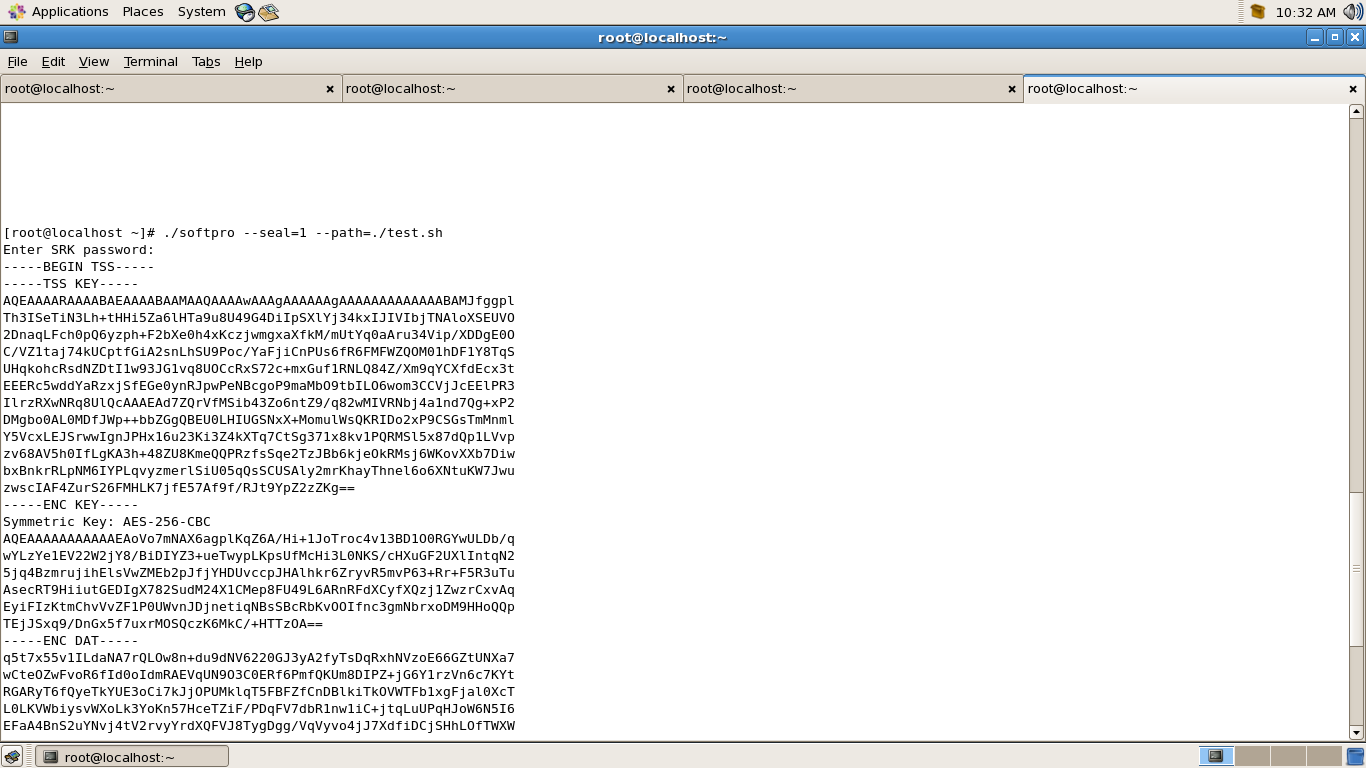 Applications Places System 10:32 AM
root@localhost:~
File Edit View Terminal Tabs Help
root@localhost:~ root@localhost:~ root@localhost:~ root@localhost:~
[root@localhost ~]# ./softpro --seal=1 --path=./test.sh
Enter SRK password:
-----BEGIN TSS-----
-----TSS KEY-----
AQEAAAARAAAABAEAAAABAAMAAQAAAAwAAAgAAAAAAgAAAAAAAAAAAAABAMJfggpl
Th3ISeTiN3Lh+tHHi5Za6lHTa9u8U49G4DiIpSXlYj34kxIJIVIbjTNAloXSEUVO
2DnaqLFch0pQ6yzph+F2bXe0h4xKczjwmgxaXfkM/mUtYq0aAru34Vip/XDDgE0O
C/VZ1taj74kUCptfGiA2snLhSU9Poc/YaFjiCnPUs6fR6FMFWZQOM01hDF1Y8TqS
UHqkohcRsdNZDtI1w93JG1vq8UOCcRxS72c+mxGuf1RNLQ84Z/Xm9qYCXfdEcx3t
EEERc5wddYaRzxjSfEGe0ynRJpwPeNBcgoP9maMbO9tbILO6wom3CCVjJcEElPR3
IlrzRXwNRq8UlQcAAAEAd7ZQrVfMSib43Zo6ntZ9/q82wMIVRNbj4a1nd7Qg+xP2
DMgbo0AL0MDfJWp++bbZGgQBEU0LHIUGSNxX+MomulWsQKRIDo2xP9CSGsTmMnml
Y5VcxLEJSrwwIgnJPHx16u23Ki3Z4kXTq7CtSg371x8kv1PQRMSl5x87dQp1LVvp
zv68AV5h0IfLgKA3h+48ZU8KmeQQPRzfsSqe2TzJBb6kjeOkRMsj6WKovXXb7Diw
bxBnkrRLpNM6IYPLqvyzmerlSiU05qQsSCUSAly2mrKhayThnel6o6XNtuKW7Jwu
zwscIAF4ZurS26FMHLK7jfE57Af9f/RJt9YpZ2zZKg==
-----ENC KEY-----
Symmetric Key: AES-256-CBC
AQEAAAAAAAAAAAEAoVo7mNAX6agplKqZ6A/Hi+1JoTroc4v13BD1O0RGYwULDb/q
wYLzYe1EV22W2jY8/BiDIYZ3+ueTwypLKpsUfMcHi3L0NKS/cHXuGF2UXlIntqN2
5jq4BzmrujihElsVwZMEb2pJfjYHDUvccpJHAlhkr6ZryvR5mvP63+Rr+F5R3uTu
AsecRT9HiiutGEDIgX782SudM24X1CMep8FU49L6ARnRFdXCyfXQzj1ZwzrCxvAq
EyiFIzKtmChvVvZF1P0UWvnJDjnetiqNBsSBcRbKvOOIfnc3gmNbrxoDM9HHoQQp
TEjJSxq9/DnGx5f7uxrMOSQczK6MkC/+HTTzOA==
-----ENC DAT-----
q5t7x55v1ILdaNA7rQLOw8n+du9dNV6220GJ3yA2fyTsDqRxhNVzoE66GZtUNXa7
wCteOZwFvoR6fId0oIdmRAEVqUN9O3C0ERf6PmfQKUm8DIPZ+jG6Y1rzVn6c7KYt
RGARyT6fQyeTkYUE3oCi7kJjOPUMklqT5FBFZfCnDBlkiTkOVWTFb1xgFjal0XcT
L0LKVWbiysvWXoLk3YoKn57HceTZiF/PDqFV7dbR1nw1iC+jtqLuUPqHJoW6N5I6
EFaA4BnS2uYNvj4tV2rvyYrdXQFVJ8TygDgg/VqVyvo4jJ7XdfiDCjSHhLOfTWXW
root@localhost:~